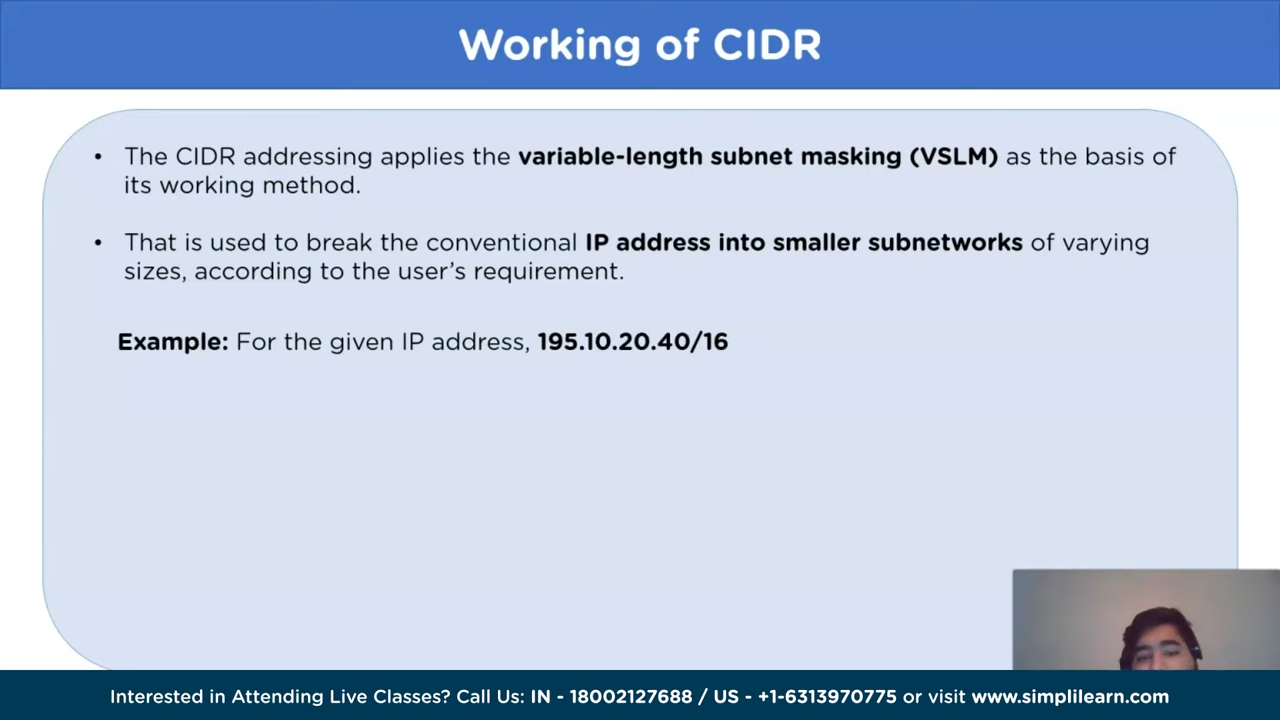 Working of CIDR
• The CIDR addressing applies the variable-length subnet masking (VSLM) as the basis of
its working method.
• That is used to break the conventional IP address into smaller subnetworks of varying
sizes, according to the user’s requirement.
Example: For the given IP address, 195.10.20.40/16
Interested in Attending Live Classes? Call Us: IN - 18002127688 / US - +1-6313970775 or visit www.simplilearn.com